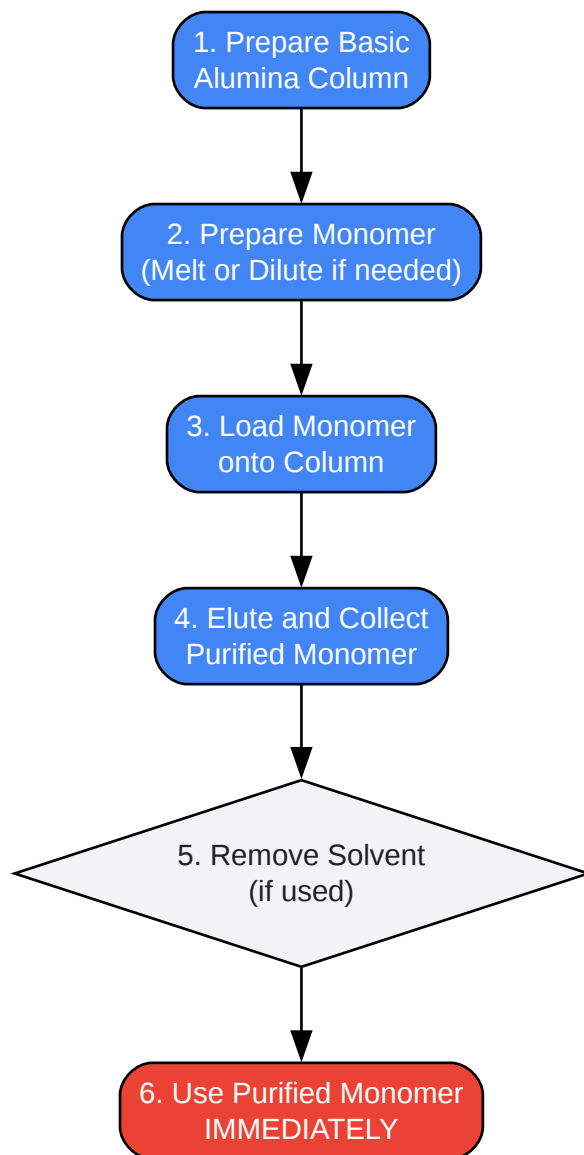 1. Prepare Basic
Alumina Column
2. Prepare Monomer
(Melt or Dilute if needed)
3. Load Monomer
onto Column
4. Elute and Collect
Purified Monomer
5. Remove Solvent
(if used)
6. Use Purified Monomer
IMMEDIATELY